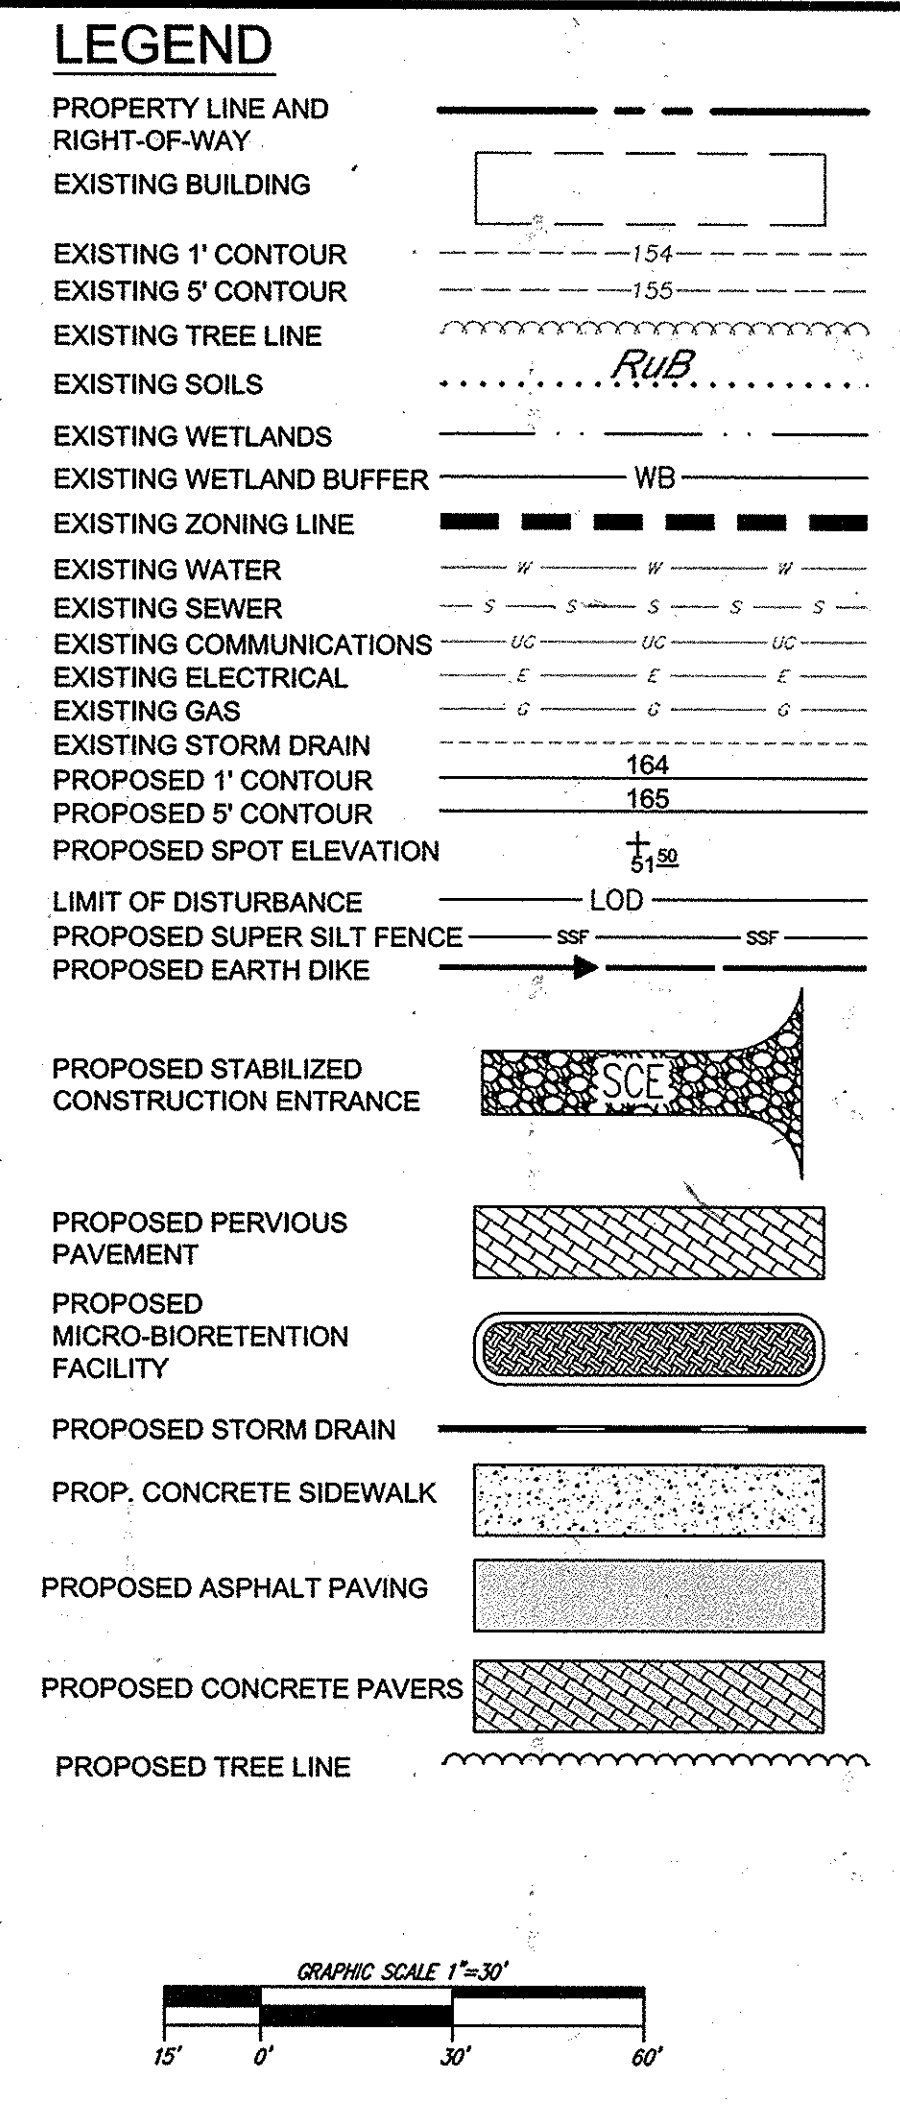 LEGEND
PROPERTY LINE AND
RIGHT-OF-WAY
EXISTING BUILDING
EXISTING 1' CONTOUR 154
EXISTING 5' CONTOUR 155
EXISTING TREE LINE
EXISTING SOILS RuB
EXISTING WETLANDS
EXISTING WETLAND BUFFER WB
EXISTING ZONING LINE
EXISTING WATER W W W
EXISTING SEWER S S S S S
EXISTING COMMUNICATIONS UC UC UC
EXISTING ELECTRICAL E E E
EXISTING GAS G G G
EXISTING STORM DRAIN
PROPOSED 1' CONTOUR 164
PROPOSED 5' CONTOUR 165
PROPOSED SPOT ELEVATION 51 50
LIMIT OF DISTURBANCE LOD
PROPOSED SUPER SILT FENCE SSF SSF
PROPOSED EARTH DIKE
PROPOSED STABILIZED
CONSTRUCTION ENTRANCE SCE
PROPOSED PERVIOUS
PAVEMENT
PROPOSED
MICRO-BIORETENTION
FACILITY
PROPOSED STORM DRAIN
PROP. CONCRETE SIDEWALK
PROPOSED ASPHALT PAVING
PROPOSED CONCRETE PAVERS
PROPOSED TREE LINE
GRAPHIC SCALE 1"=30'
15' 0' 30' 60'